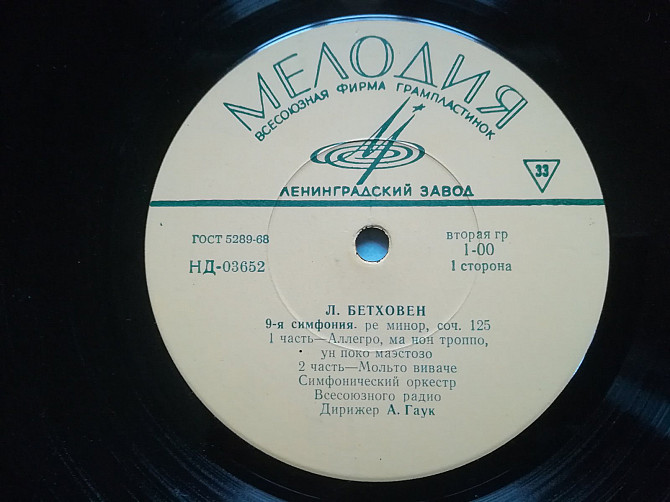 МЕЛОДИЯ
ВСЕСОЮЗНАЯ ФИРМА ГРАМПЛАСТИНОК
ЛЕНИНГРАДСКИЙ ЗАВОД
33
ГОСТ 5289-68
НД-03652
вторая гр
1-00
1 сторона
Л. БЕТХОВЕН
9-я симфония. ре минор, соч. 125
1 часть—Аллегро, ма нон троппо,
ун поко маэстозо
2 часть—Мольто виваче
Симфонический оркестр
Всесоюзного радио
Дирижер А. Гаук